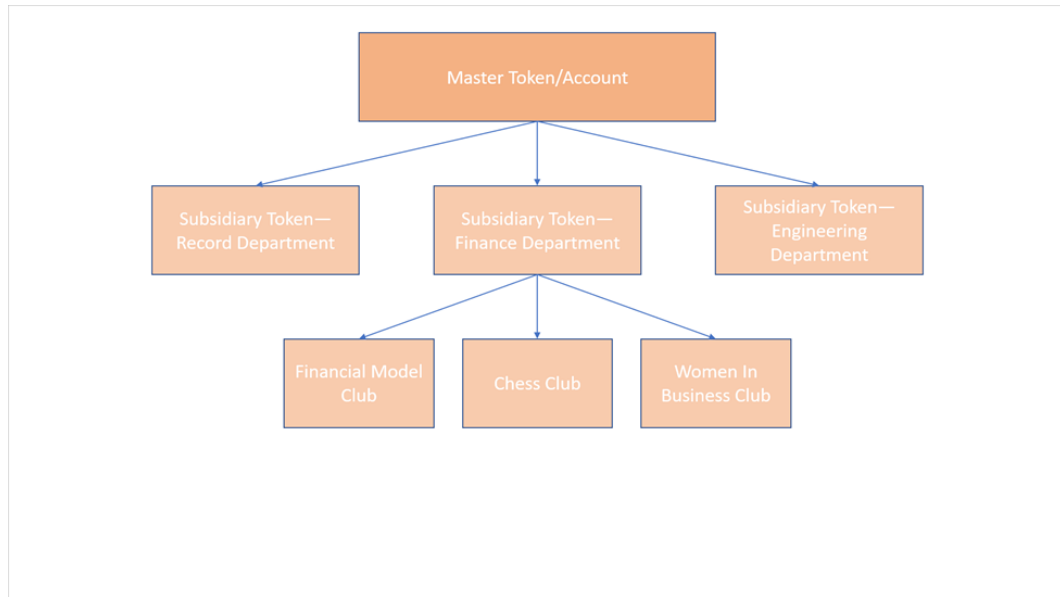 Master Token/Account
Subsidiary Token—
Record Department
Subsidiary Token—
Finance Department
Subsidiary Token—
Engineering
Department
Financial Model
Club
Chess Club
Women In
Business Club